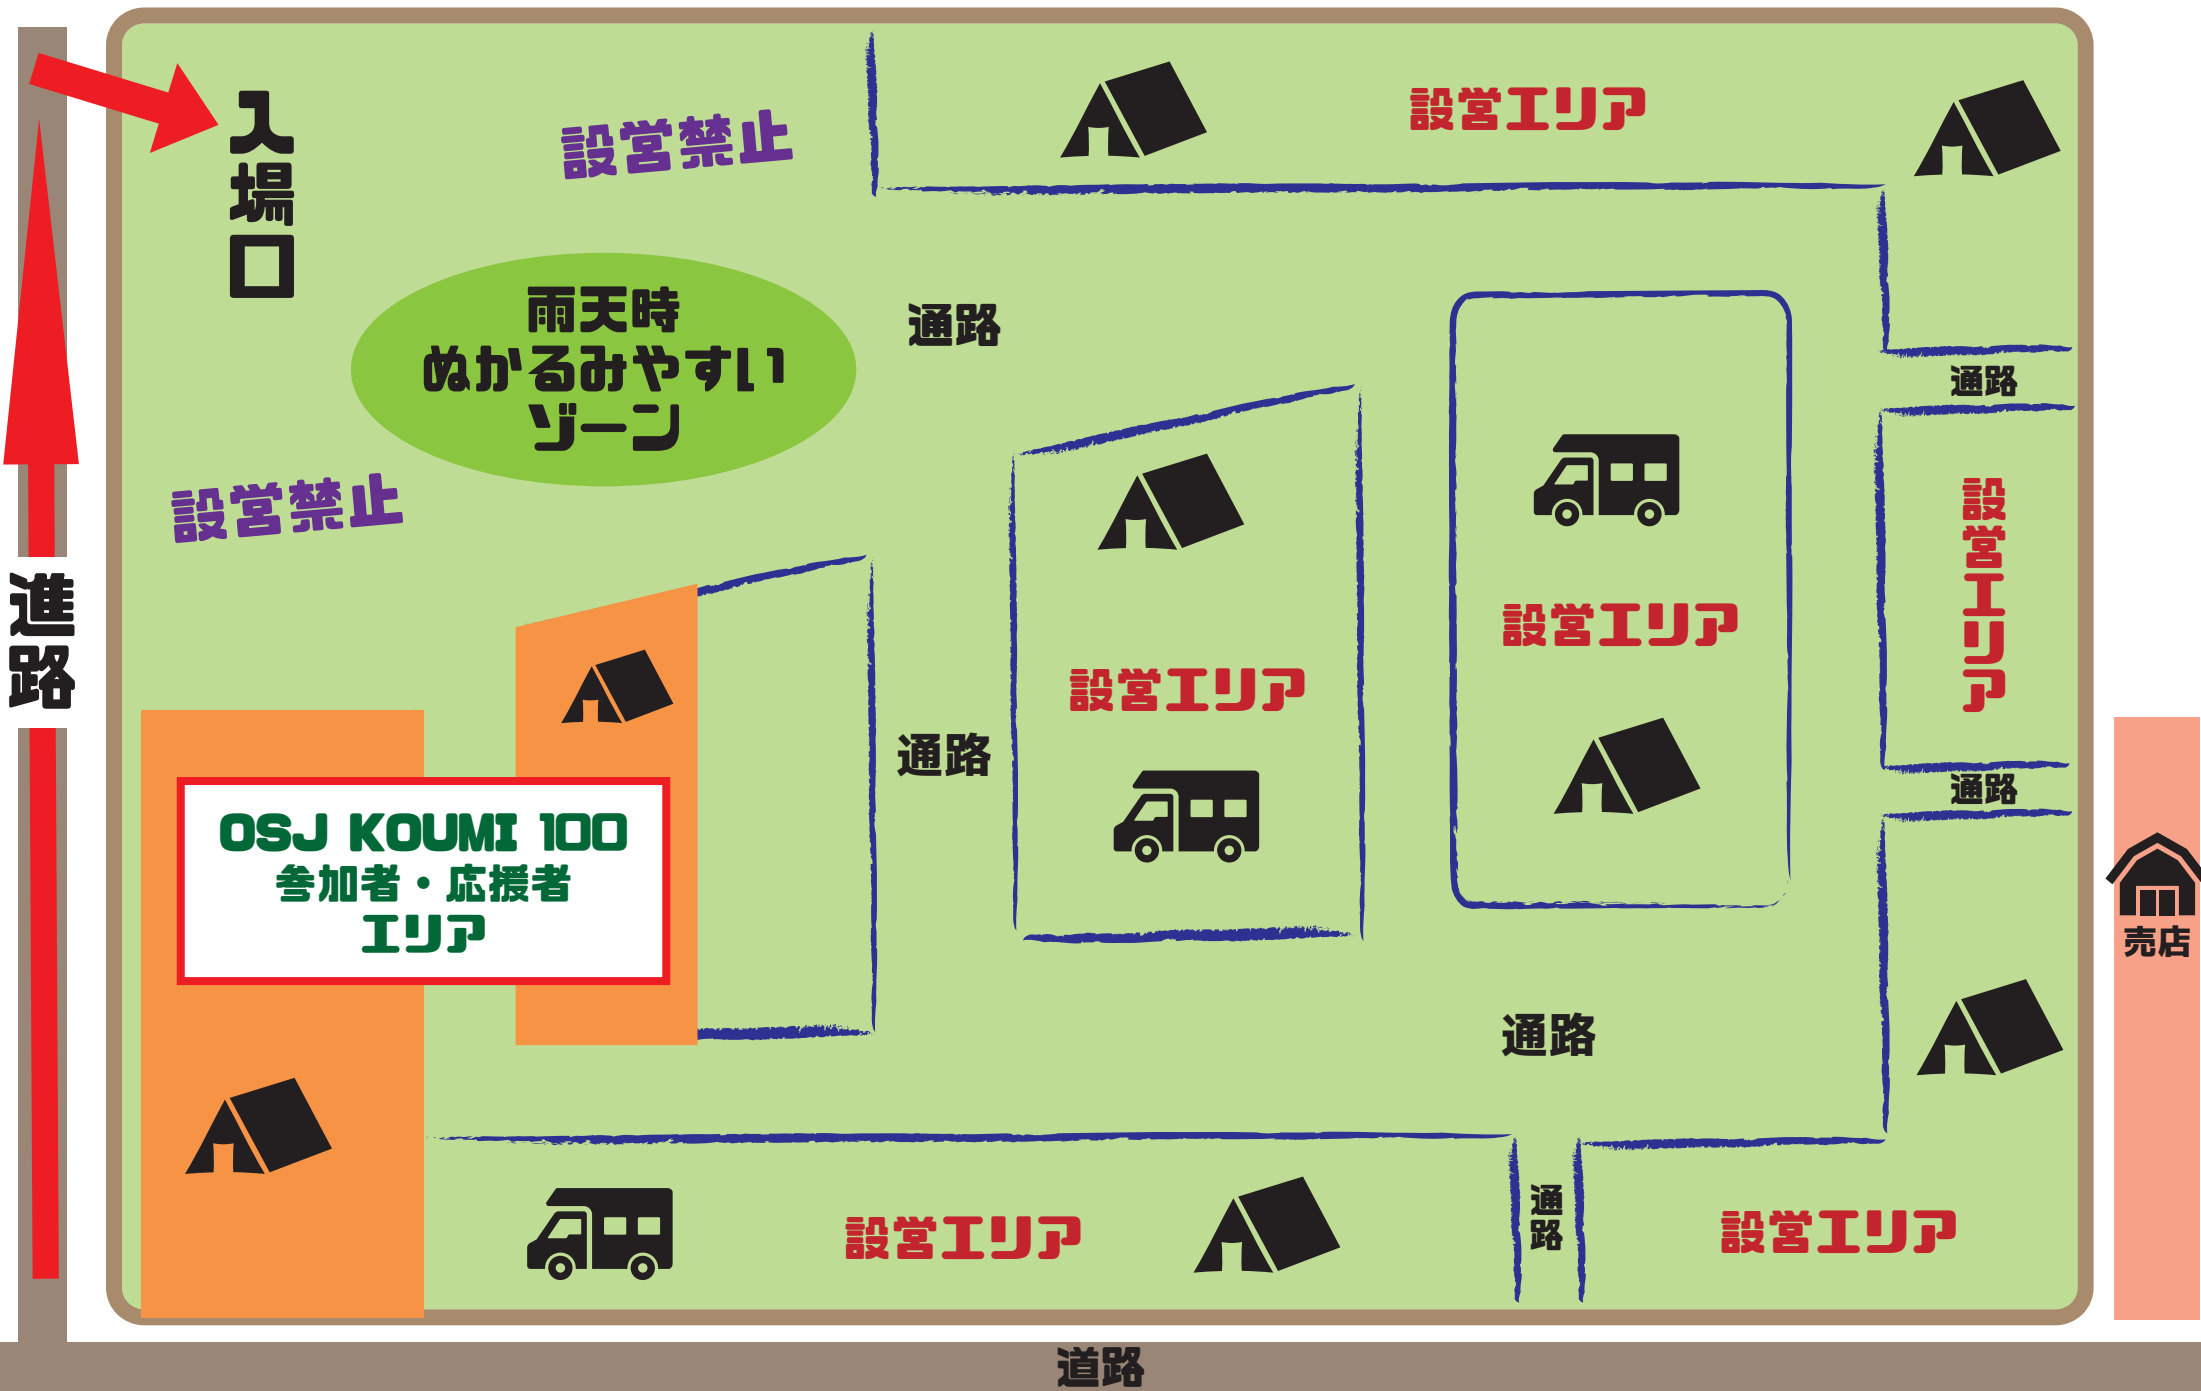 入場口
設営禁止
設営エリア
雨天時
ぬかるみやすい
ゾーン
通路
通路
設営禁止
設営エリア
進路
設営エリア
設営エリア
通路
通路
OSJ KOUMI 100
参加者・応援者
エリア
売店
通路
通路
設営エリア
設営エリア
道路